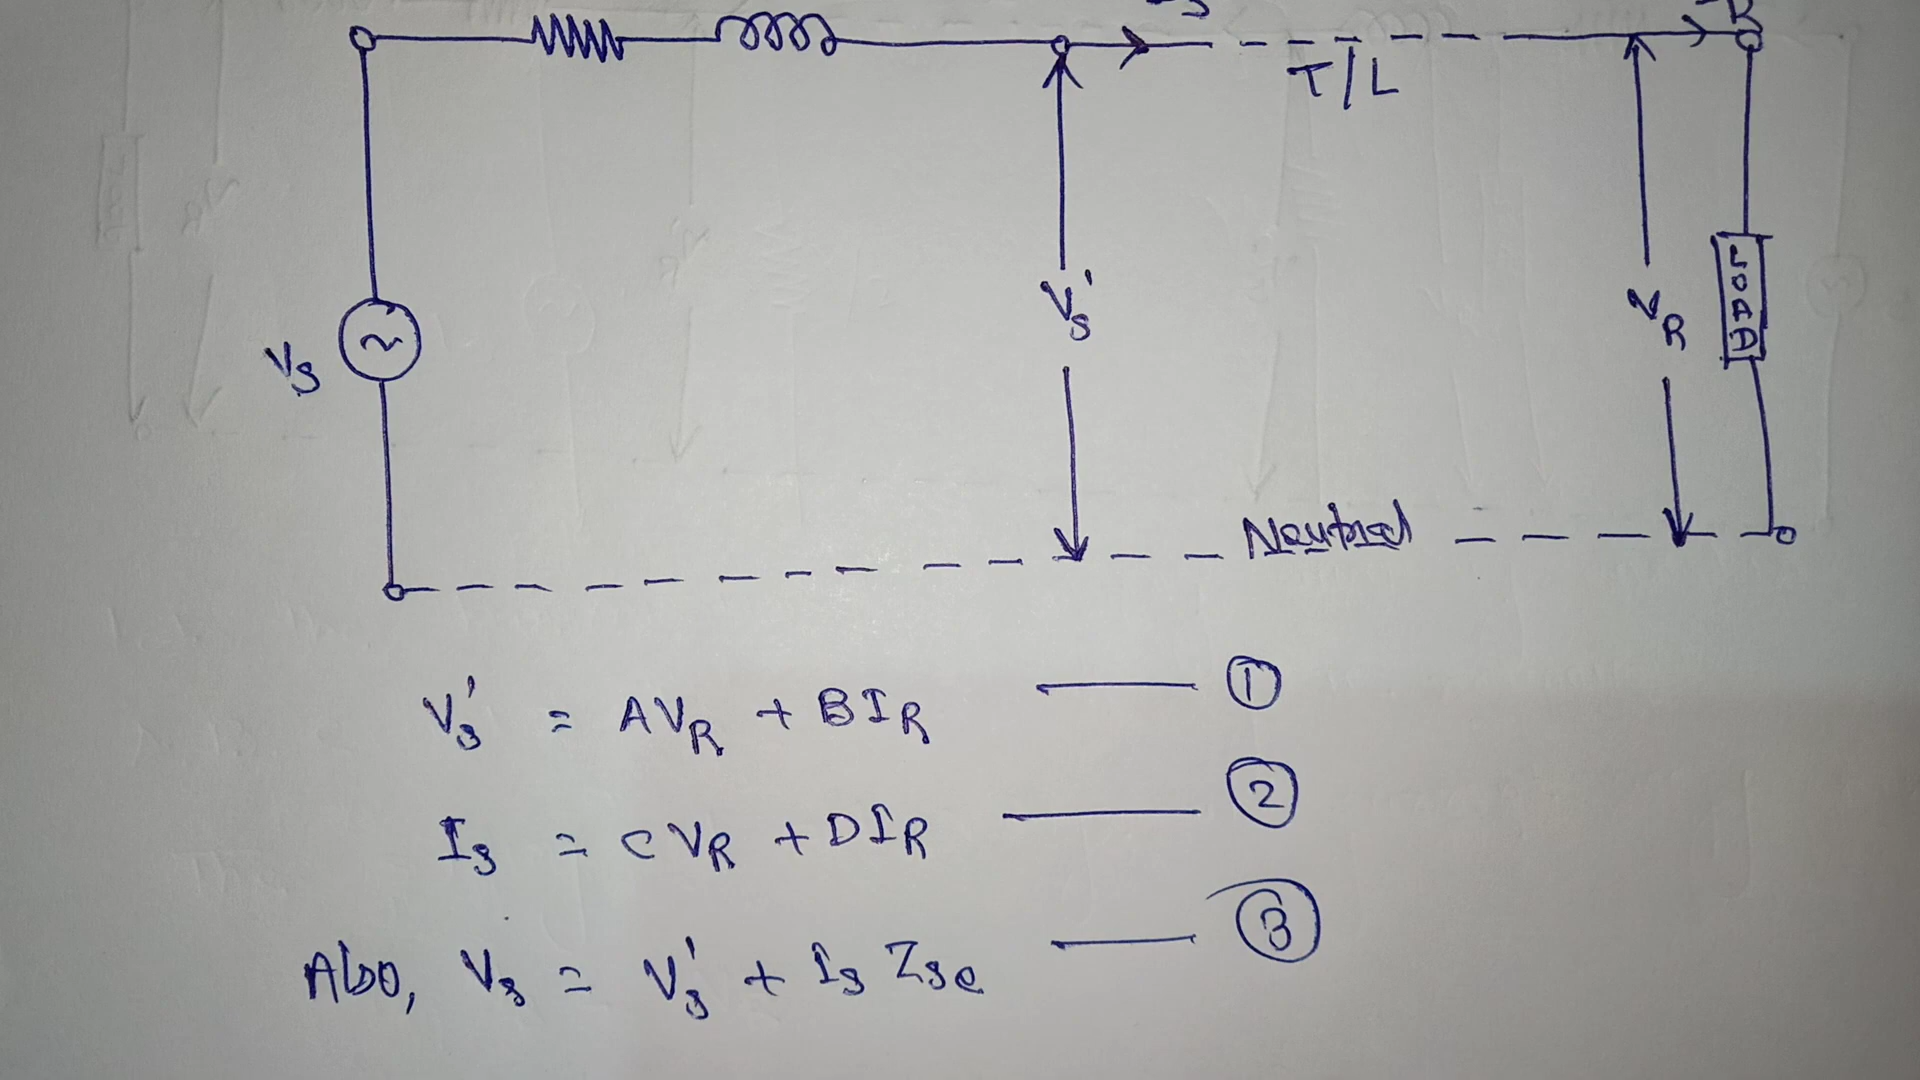 T/L
Vs
Vs'
VR
LOAD
Neutral
Vs' = AVR + BIR ——— ①
Is = CVR + DIR ——— ②
Also, Vs = Vs' + Is Zse ——— ③